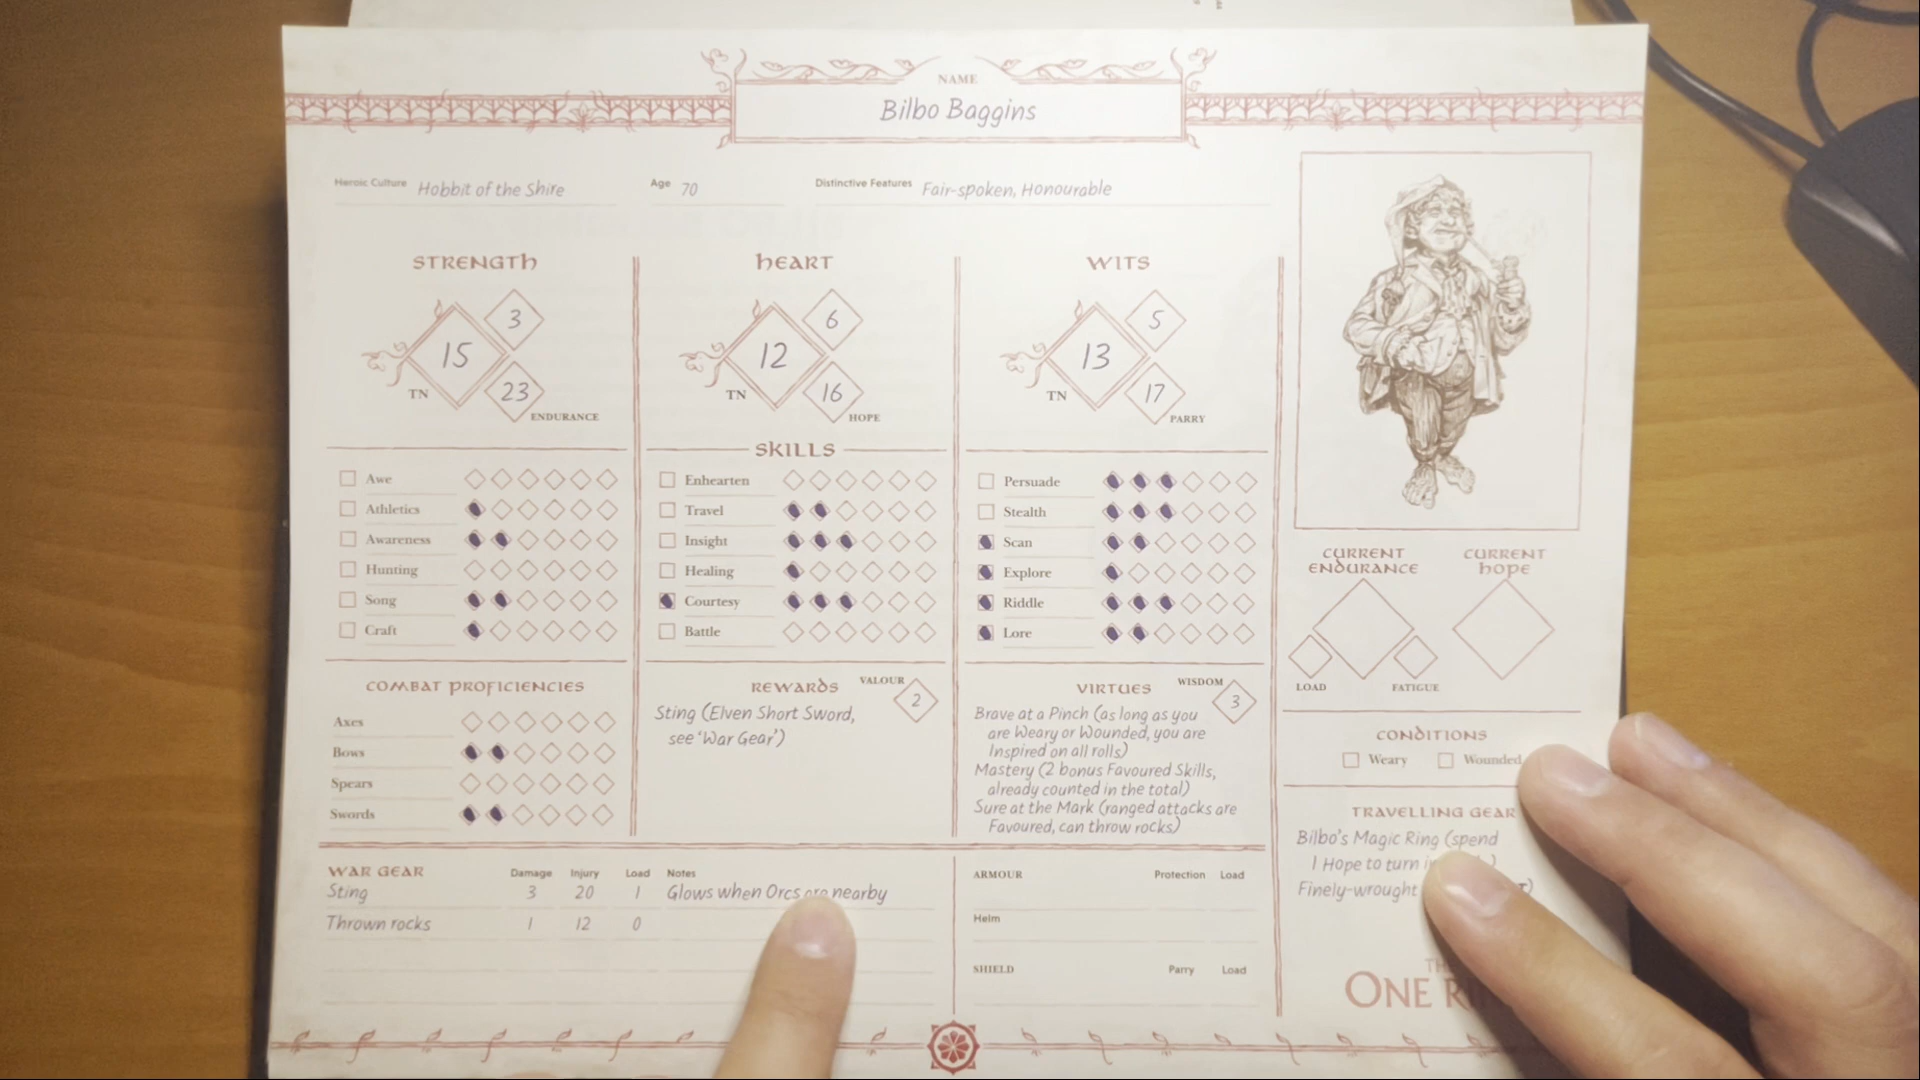 NAME
Bilbo Baggins
Heroic Culture Hobbit of the Shire
Age 70
Distinctive Features Fair-spoken, Honourable
STRENGTH
15
3
23
TN
ENDURANCE
HEART
12
6
16
TN
HOPE
WITS
13
5
17
TN
PARRY
SKILLS
Awe
Athletics
Awareness
Hunting
Song
Craft
Enhearten
Travel
Insight
Healing
Courtesy
Battle
Persuade
Stealth
Scan
Explore
Riddle
Lore
COMBAT PROFICIENCIES
Axes
Bows
Spears
Swords
REWARDS
VALOUR
2
Sting (Elven Short Sword,
see 'War Gear')
VIRTUES
WISDOM
3
Brave at a Pinch (as long as you
are Weary or Wounded, you are
Inspired on all rolls)
Mastery (2 bonus Favoured Skills,
already counted in the total)
Sure at the Mark (ranged attacks are
Favoured, can throw rocks)
WAR GEAR Damage Injury Load Notes
Sting 3 20 1 Glows when Orcs are nearby
Thrown rocks 1 12 0
ARMOUR Protection Load
Helm
SHIELD Parry Load
CURRENT
ENDURANCE
CURRENT
HOPE
LOAD
FATIGUE
CONDITIONS
Weary
Wounded
TRAVELLING GEAR
Bilbo's Magic Ring (spend
1 Hope to turn
Finely-wrought
ONE